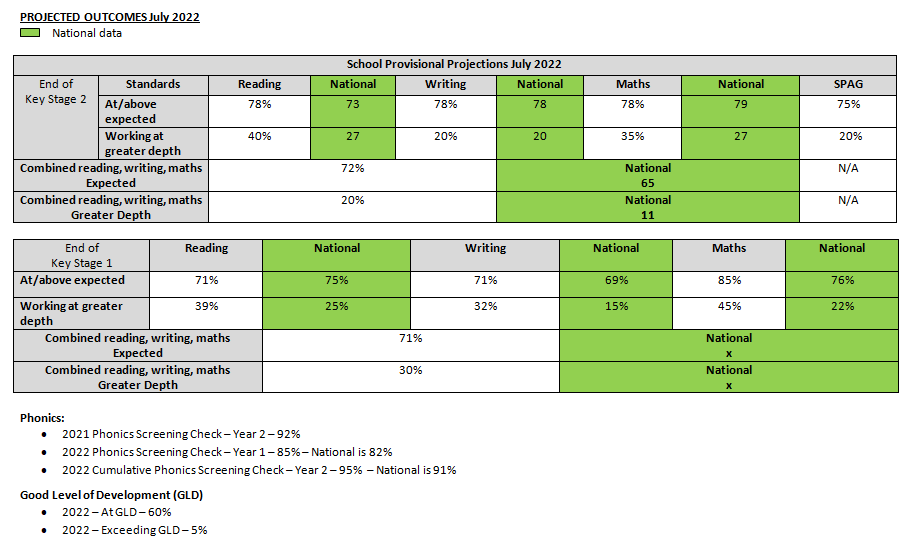 PROJECTED OUTCOMES July 2022
National data
School Provisional Projections July 2022
End of Key Stage 2 Standards Reading National Writing National Maths National SPAG
At/above expected 78% 73 78% 78 78% 79 75%
Working at greater depth 40% 27 20% 20 35% 27 20%
Combined reading, writing, maths Expected 72% National 65 N/A
Combined reading, writing, maths Greater Depth 20% National 11 N/A
End of Key Stage 1 Reading National Writing National Maths National
At/above expected 71% 75% 71% 69% 85% 76%
Working at greater depth 39% 25% 32% 15% 45% 22%
Combined reading, writing, maths Expected 71% National x
Combined reading, writing, maths Greater Depth 30% National x
Phonics:
• 2021 Phonics Screening Check – Year 2 – 92%
• 2022 Phonics Screening Check – Year 1 – 85% – National is 82%
• 2022 Cumulative Phonics Screening Check – Year 2 – 95% – National is 91%
Good Level of Development (GLD)
• 2022 – At GLD – 60%
• 2022 – Exceeding GLD – 5%